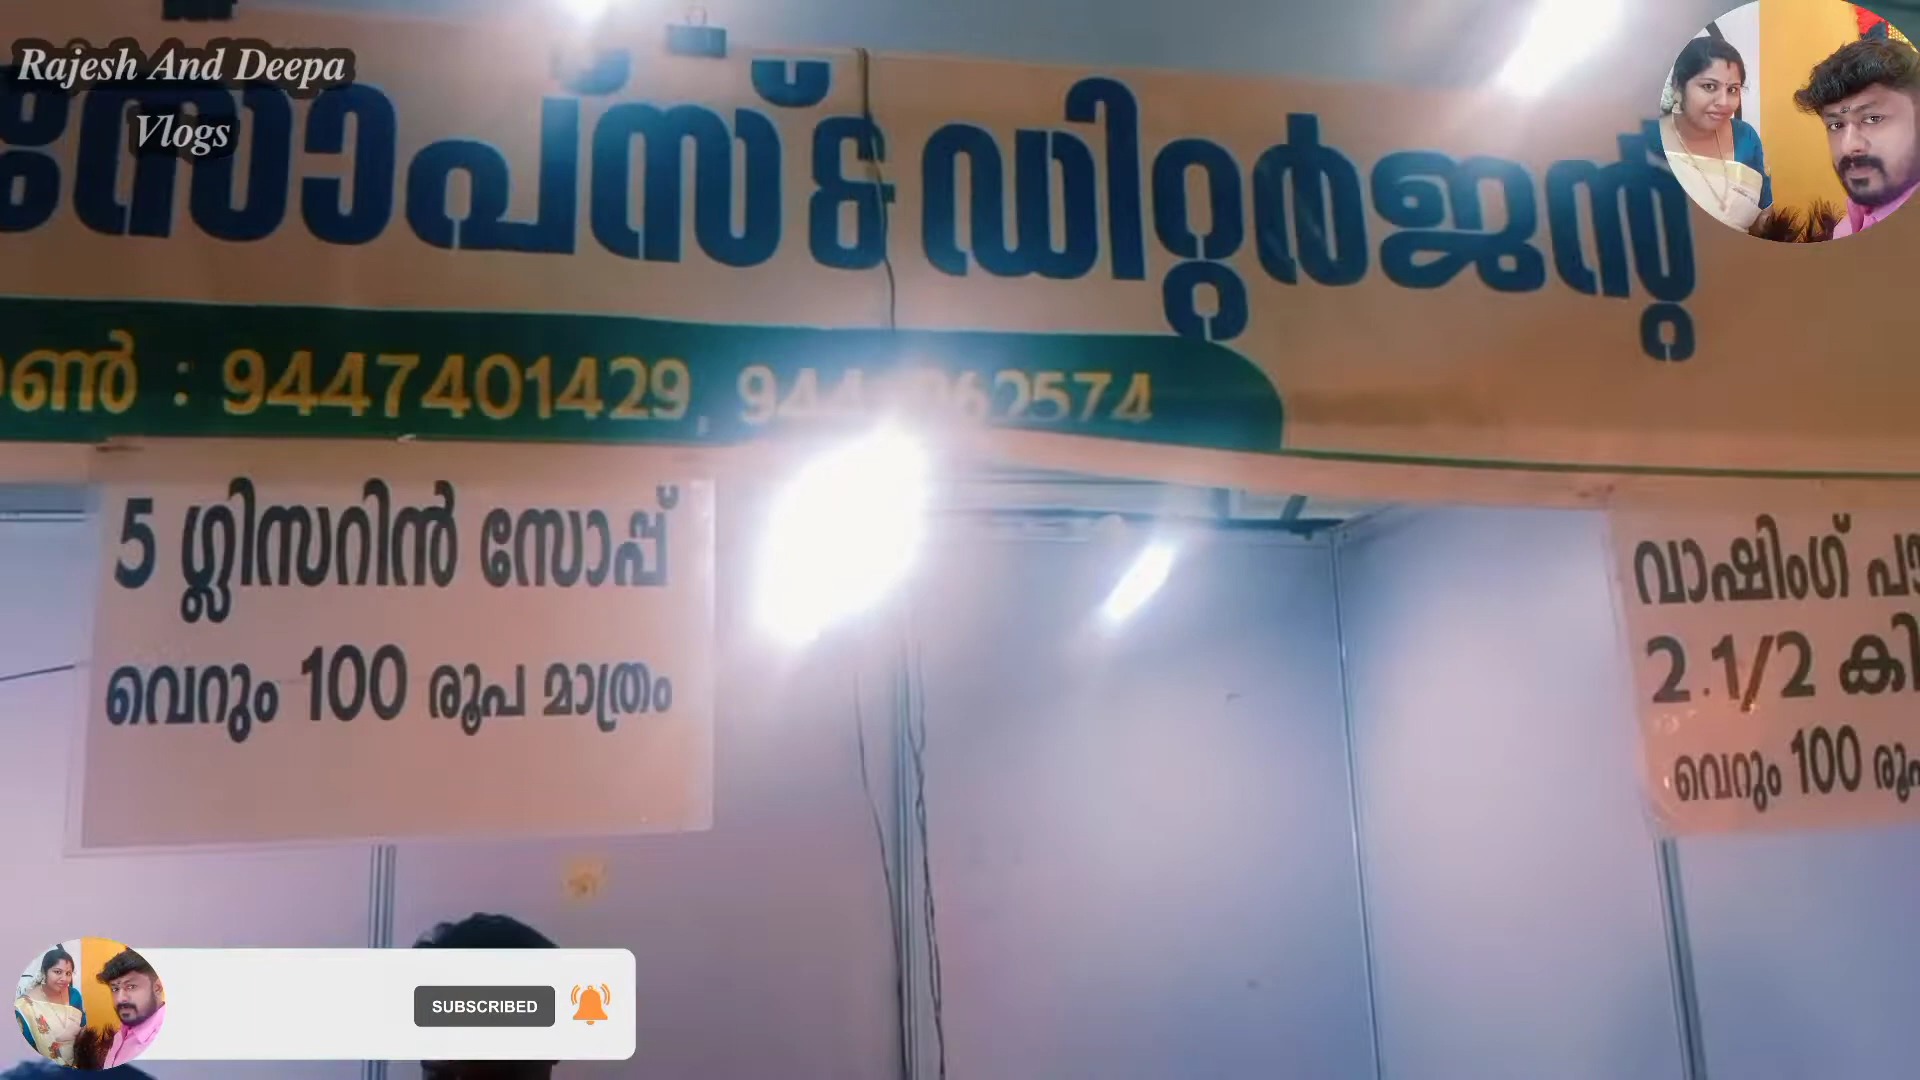 Rajesh And Deepa
Vlogs
സോപ്സ് & ഡിറ്റർജന്റ്
: 9447401429,
5 ഗ്ലിസറിൻ സോപ്പ്
വെറും 100 രൂപ മാത്രം
വാഷിംഗ്
2.1/2
വെറും 100
SUBSCRIBED